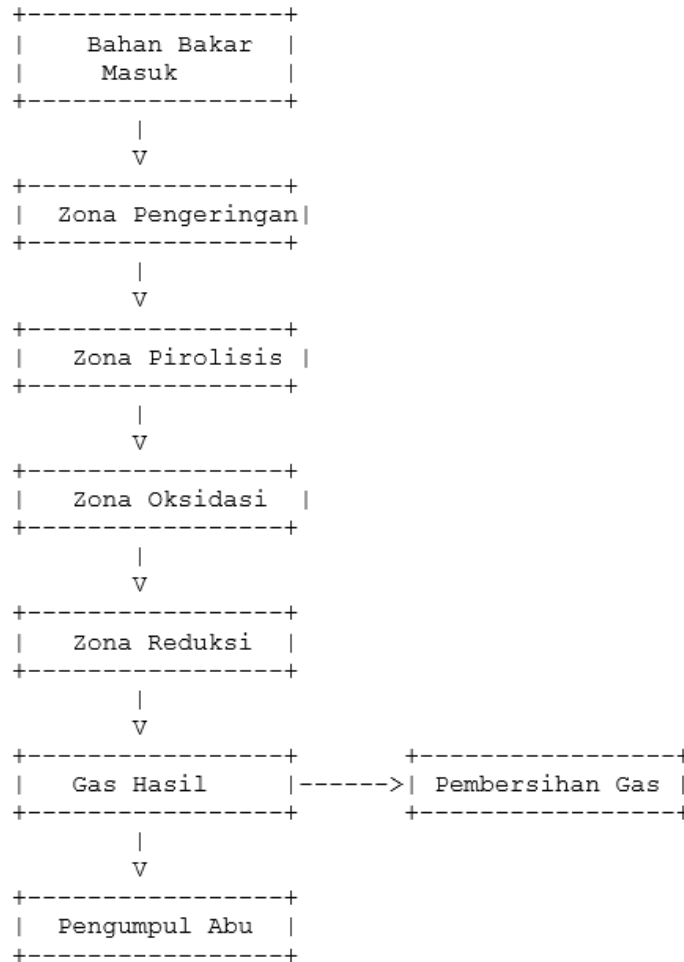 +-----------------+
|    Bahan Bakar  |
|     Masuk       |
+-----------------+
        |
        V
+-----------------+
|  Zona Pengeringan|
+-----------------+
        |
        V
+-----------------+
|   Zona Pirolisis |
+-----------------+
        |
        V
+-----------------+
|   Zona Oksidasi  |
+-----------------+
        |
        V
+-----------------+
|   Zona Reduksi  |
+-----------------+
        |
        V
+-----------------+       +-----------------+
|   Gas Hasil     |------>| Pembersihan Gas |
+-----------------+       +-----------------+
        |
        V
+-----------------+
|  Pengumpul Abu  |
+-----------------+